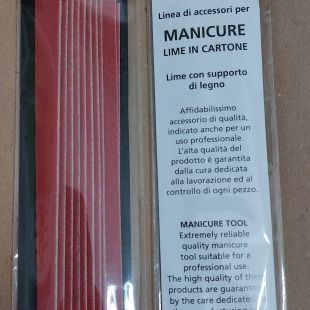 Linea di accessori per
MANICURE
LIME IN CARTONE
Lime con supporto
di legno
Affidabilissimo
accessorio di qualità,
indicato anche per un
uso professionale.
L'alta qualità del
prodotto è garantita
dalla cura dedicata
alla lavorazione ed al
controllo di ogni pezzo.
MANICURE TOOL
Extremely reliable
quality manicure
tool suitable for a
professional use.
The high quality of these
products are guarantee
by the care dedicated